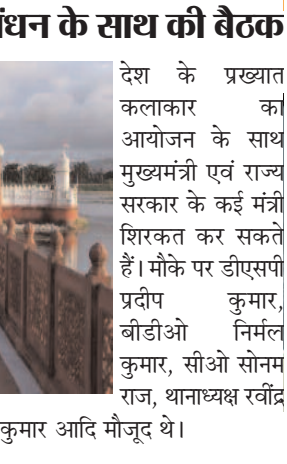 ंधन के साथ की बैठक
देश के प्रख्यात
कलाकार का
आयोजन के साथ
मुख्यमंत्री एवं राज्य
सरकार के कई मंत्री
शिरकत कर सकते
हैं। मौके पर डीएसपी
प्रदीप कुमार,
बीडीओ निर्मल
कुमार, सीओ सोनम
राज, थानाध्यक्ष रवींद्र
कुमार आदि मौजूद थे।